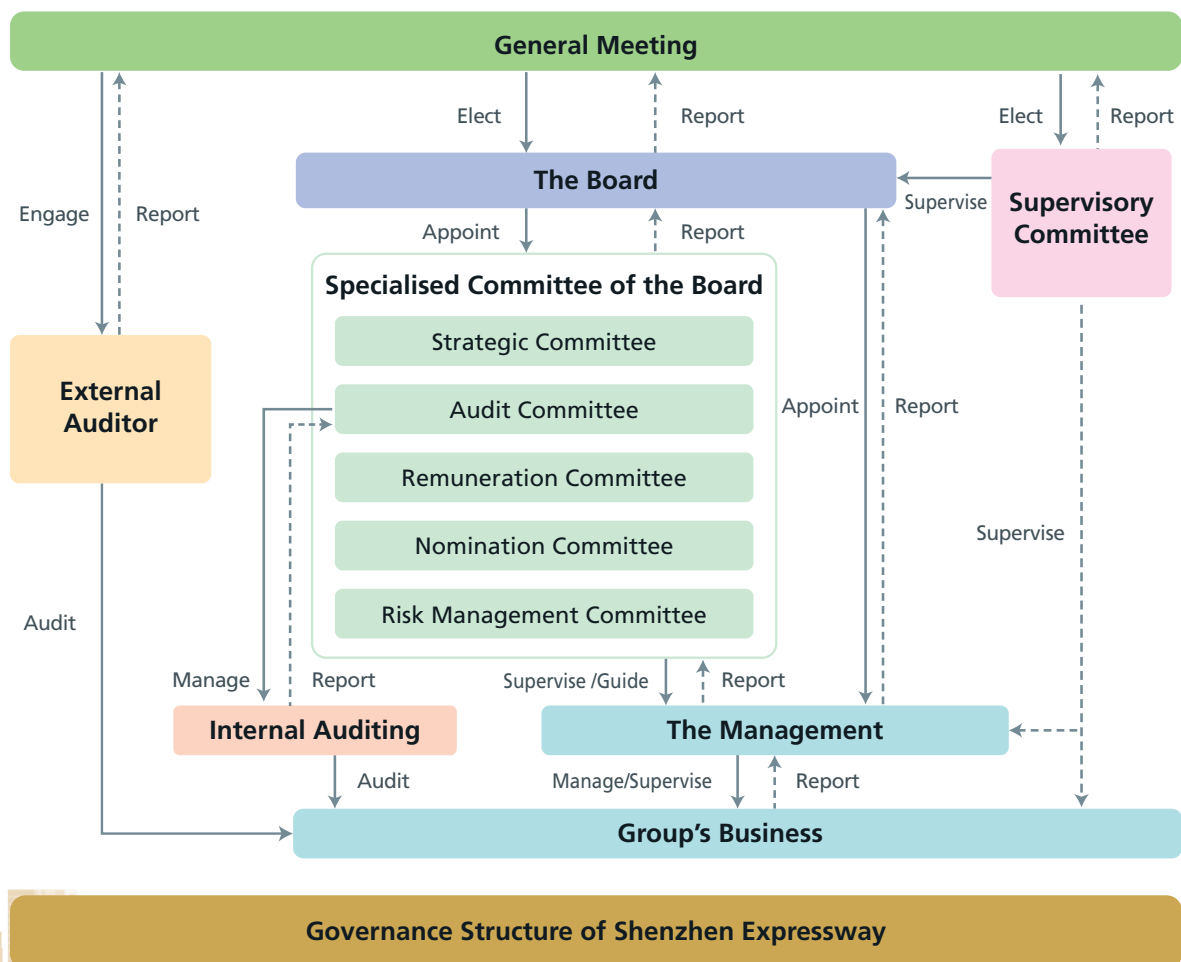 General Meeting
Elect
Report
Elect
Report
The Board
Supervisory
Committee
Supervise
Engage
Report
Appoint
Report
Specialised Committee of the Board
Strategic Committee
External
Auditor
Audit Committee
Appoint
Report
Remuneration Committee
Nomination Committee
Supervise
Risk Management Committee
Audit
Manage
Report
Supervise /Guide
Report
Internal Auditing
The Management
Audit
Manage/Supervise
Report
Group's Business
Governance Structure of Shenzhen Expressway